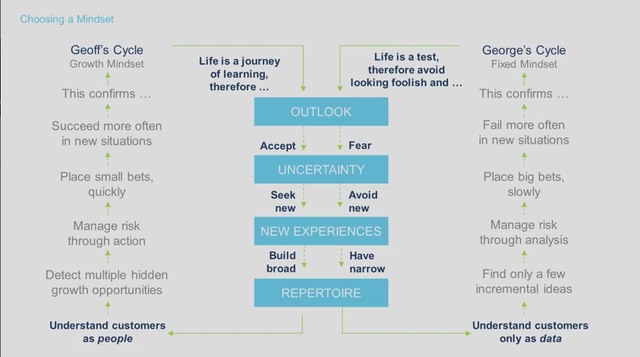 Choosing a Mindset
Geoff's Cycle
Growth Mindset
This confirms …
Succeed more often
in new situations
Place small bets,
quickly
Manage risk
through action
Detect multiple hidden
growth opportunities
Understand customers
as people
Life is a journey
of learning,
therefore …
Life is a test,
therefore avoid
looking foolish and …
OUTLOOK
Accept
Fear
UNCERTAINTY
Seek
new
Avoid
new
NEW EXPERIENCES
Build
broad
Have
narrow
REPERTOIRE
George's Cycle
Fixed Mindset
This confirms …
Fail more often
in new situations
Place big bets,
slowly
Manage risk
through analysis
Find only a few
incremental ideas
Understand customers
only as data